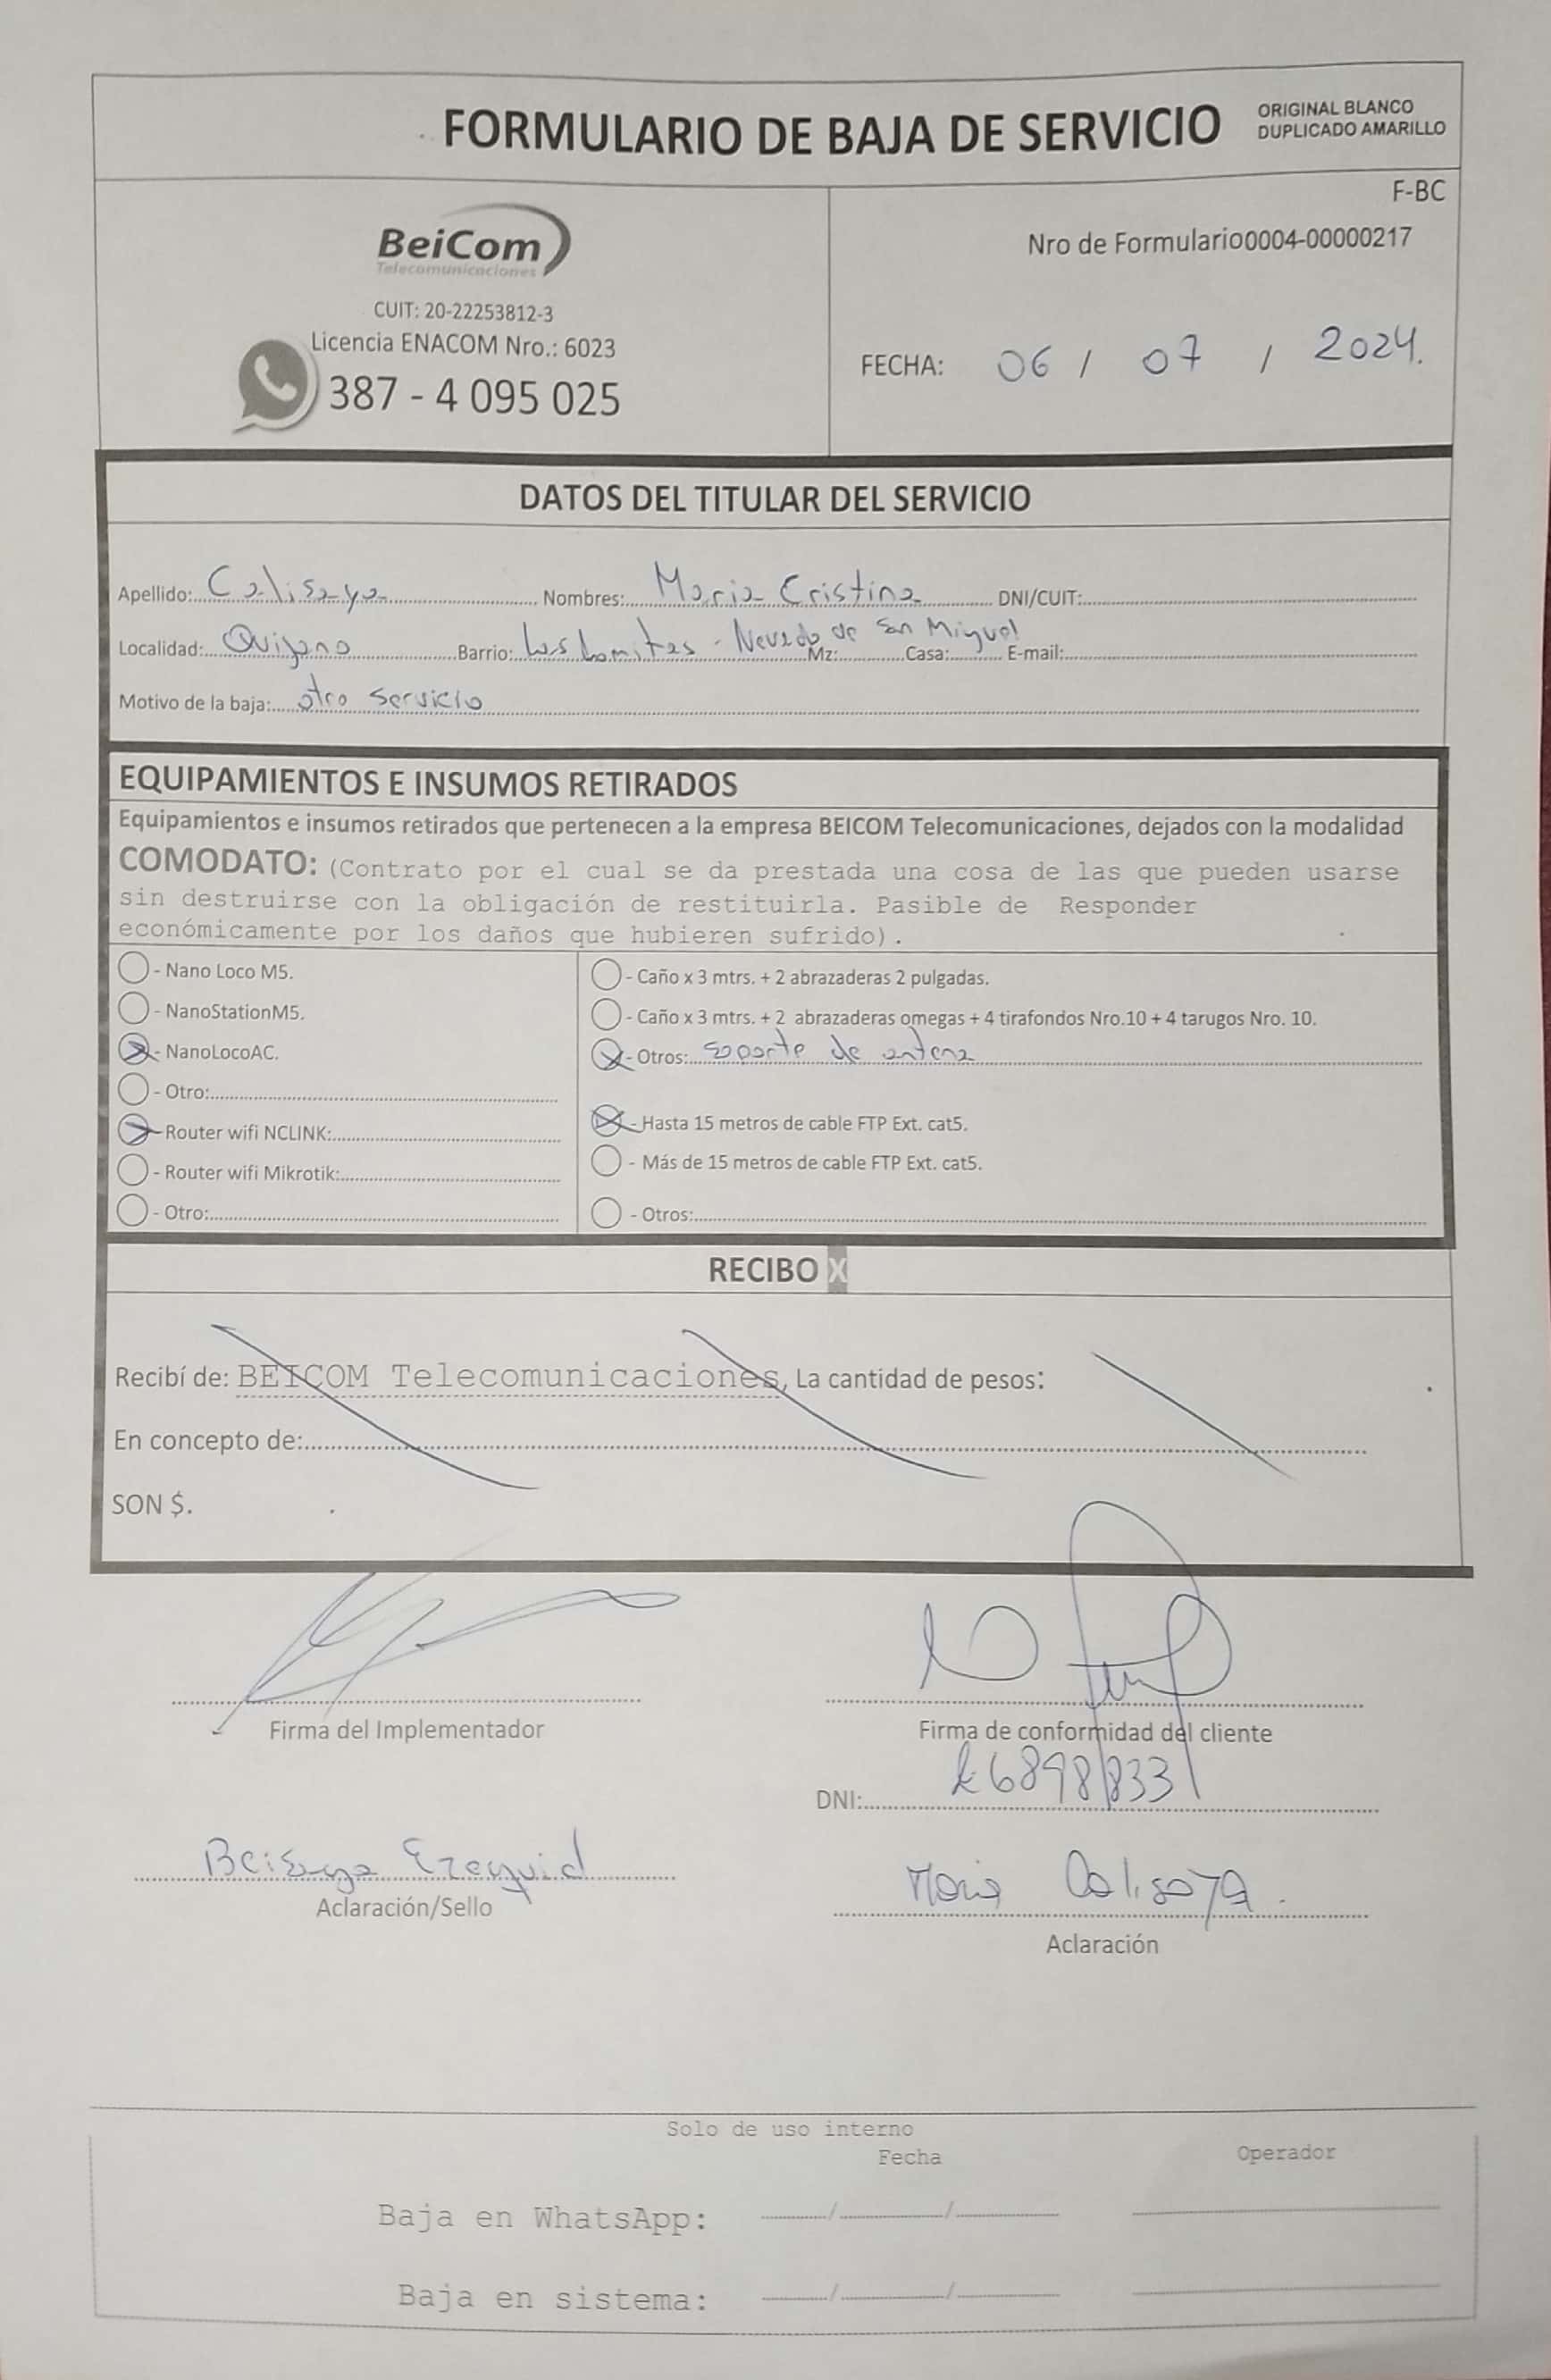 FORMULARIO DE BAJA DE SERVICIO
ORIGINAL BLANCO
DUPLICADO AMARILLO
BeiCom
Telecomunicaciones
CUIT: 20-22253812-3
Licencia ENACOM Nro.: 6023
387 - 4 095 025
F-BC
Nro de Formulario0004-00000217
FECHA: 06 / 07 / 2024.
DATOS DEL TITULAR DEL SERVICIO
Apellido: Calisaya Nombres: Maria Cristina DNI/CUIT:
Localidad: Quijano Barrio: Las Lomitas - Nevado de San Miguel Mz: Casa: E-mail:
Motivo de la baja: otro servicio
EQUIPAMIENTOS E INSUMOS RETIRADOS
Equipamientos e insumos retirados que pertenecen a la empresa BEICOM Telecomunicaciones, dejados con la modalidad
COMODATO: (Contrato por el cual se da prestada una cosa de las que pueden usarse
sin destruirse con la obligación de restituirla. Pasible de Responder
económicamente por los daños que hubieren sufrido).
- Nano Loco M5.
- NanoStationM5.
- NanoLocoAC.
- Otro:
- Router wifi NCLINK:
- Router wifi Mikrotik:
- Otro:
- Caño x 3 mtrs. + 2 abrazaderas 2 pulgadas.
- Caño x 3 mtrs. + 2 abrazaderas omegas + 4 tirafondos Nro.10 + 4 tarugos Nro. 10.
- Otros: soporte de antena
- Hasta 15 metros de cable FTP Ext. cat5.
- Más de 15 metros de cable FTP Ext. cat5.
- Otros:
RECIBO X
Recibí de: BEICOM Telecomunicaciones, La cantidad de pesos:
En concepto de:
SON $.
Firma del Implementador
Firma de conformidad del cliente
DNI: 26898833
Ezequiel
Aclaración/Sello
Maria Calisaya.
Aclaración
Solo de uso interno
Fecha Operador
Baja en WhatsApp: / /
Baja en sistema: / /